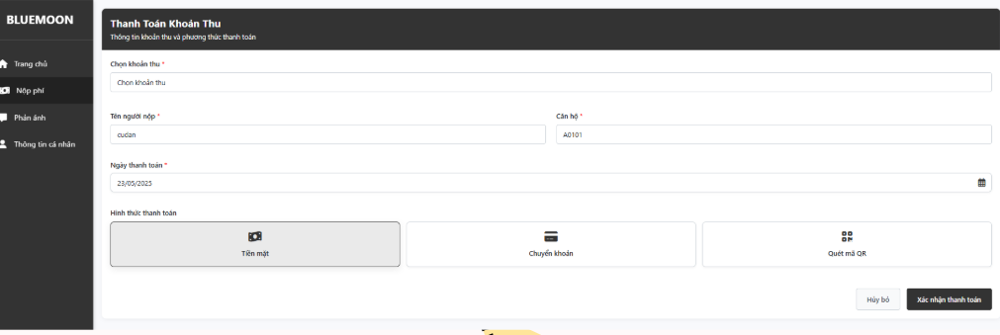 BLUEMOON
Trang chủ
Nộp phí
Phản ánh
Thông tin cá nhân
Thanh Toán Khoản Thu
Thông tin khoản thu và phương thức thanh toán
Chọn khoản thu *
Chọn khoản thu
Tên người nộp *
Căn hộ *
cudan
A0101
Ngày thanh toán *
23/05/2025
Hình thức thanh toán
Tiền mặt
Chuyển khoản
Quét mã QR
Hủy bỏ
Xác nhận thanh toán